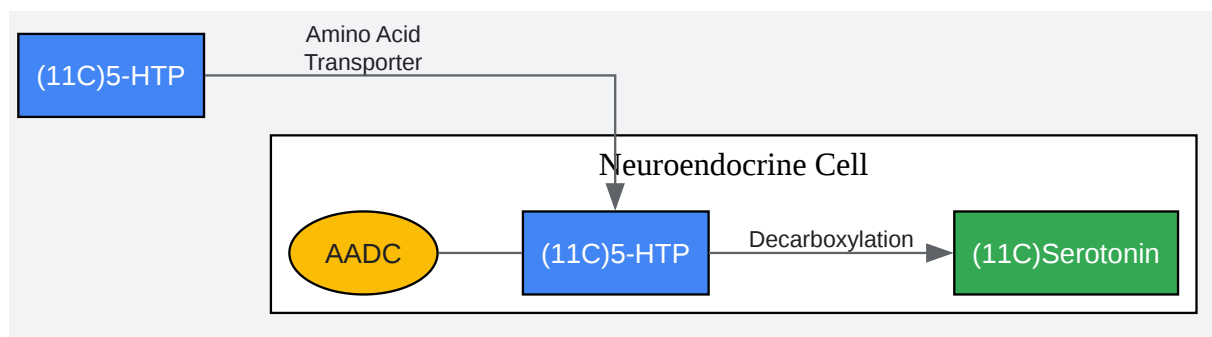 Amino Acid
Transporter
(11C)5-HTP
Neuroendocrine Cell
AADC
(11C)5-HTP
Decarboxylation
(11C)Serotonin